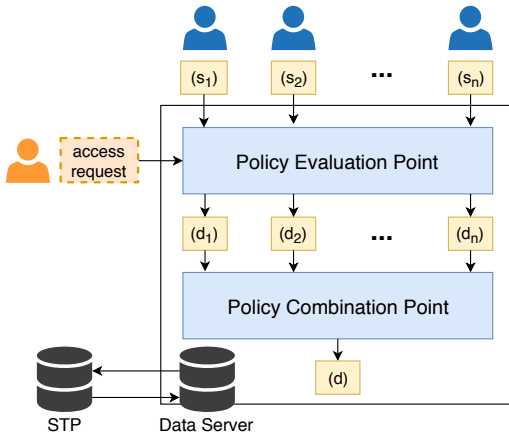 (s₁) (s₂) ... (sₙ)
access
request
Policy Evaluation Point
(d₁) (d₂) ... (dₙ)
Policy Combination Point
(d)
STP Data Server